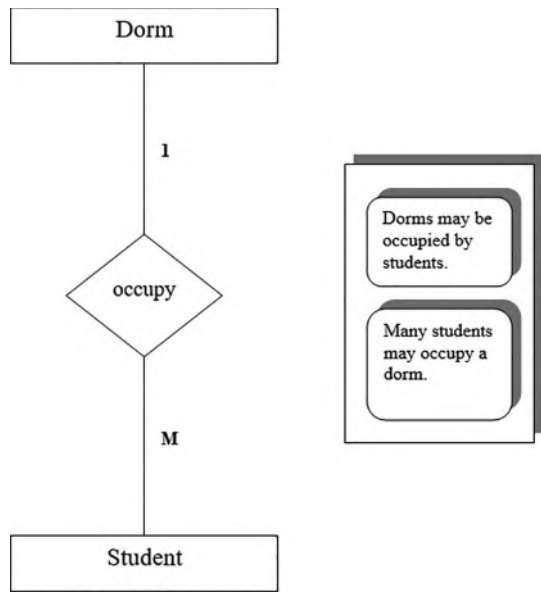 Dorm
1
occupy
M
Student
Dorms may be
occupied by
students.
Many students
may occupy a
dorm.